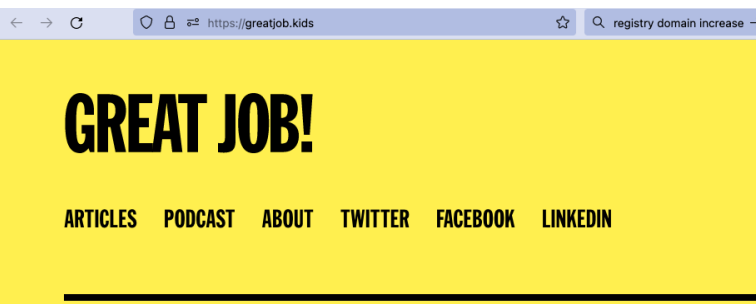 https://greatjob.kids registry domain increase
GREAT JOB!
ARTICLES PODCAST ABOUT TWITTER FACEBOOK LINKEDIN